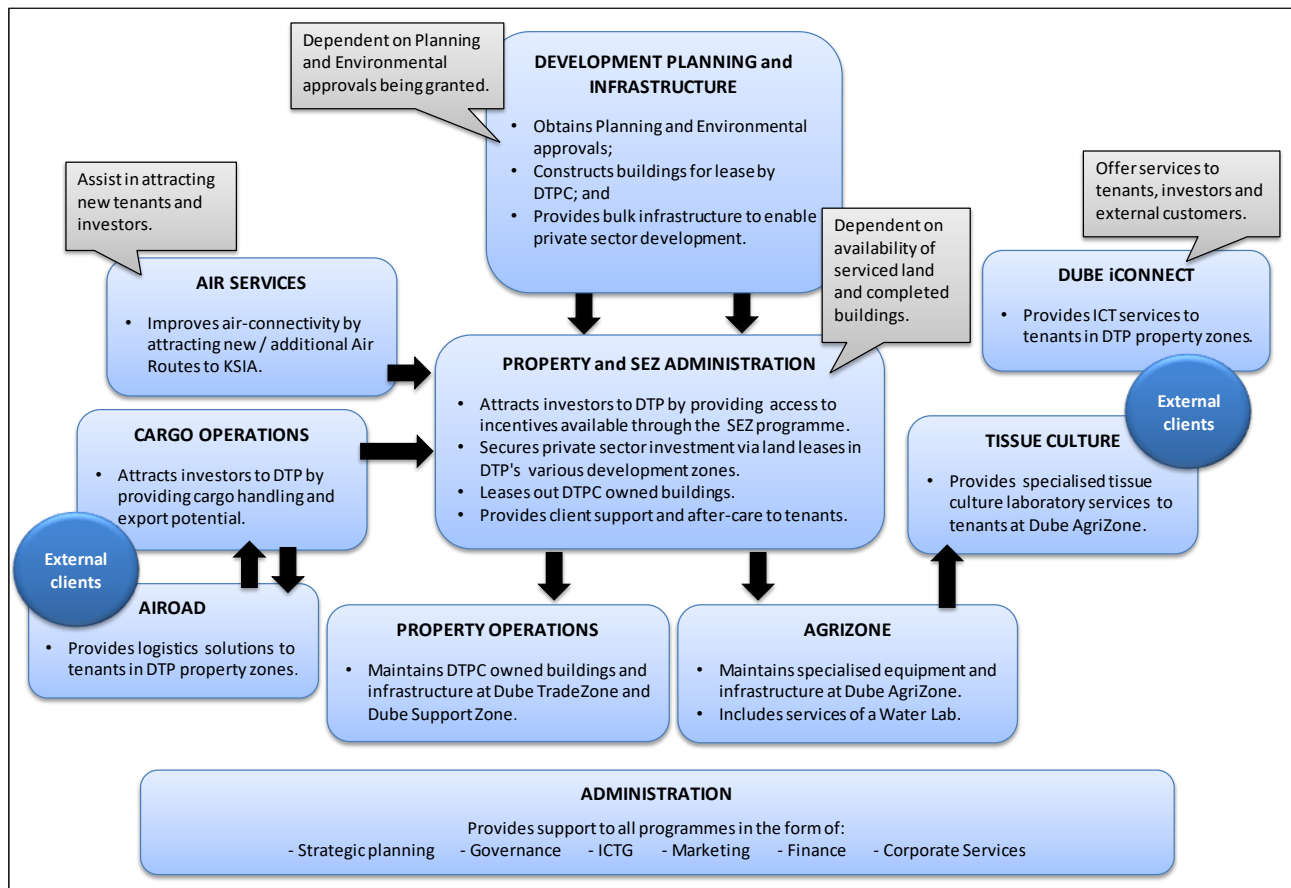 Dependent on Planning
and Environmental
approvals being granted.
DEVELOPMENT PLANNING and
INFRASTRUCTURE
• Obtains Planning and Environmental
approvals;
• Constructs buildings for lease by
DTPC; and
• Provides bulk infrastructure to enable
private sector development.
Assist in attracting
new tenants and
investors.
Dependent on
availability of
serviced land
and completed
buildings.
Offer services to
tenants, investors and
external customers.
AIR SERVICES
• Improves air-connectivity by
attracting new / additional Air
Routes to KSIA.
DUBE iCONNECT
• Provides ICT services to
tenants in DTP property zones.
External
clients
PROPERTY and SEZ ADMINISTRATION
• Attracts investors to DTP by providing access to
incentives available through the SEZ programme.
• Secures private sector investment via land leases in
DTP's various development zones.
• Leases out DTPC owned buildings.
• Provides client support and after-care to tenants.
CARGO OPERATIONS
• Attracts investors to DTP by
providing cargo handling and
export potential.
TISSUE CULTURE
• Provides specialised tissue
culture laboratory services to
tenants at Dube AgriZone.
External
clients
AIROAD
• Provides logistics solutions to
tenants in DTP property zones.
PROPERTY OPERATIONS
• Maintains DTPC owned buildings and
infrastructure at Dube TradeZone and
Dube Support Zone.
AGRIZONE
• Maintains specialised equipment and
infrastructure at Dube AgriZone.
• Includes services of a Water Lab.
ADMINISTRATION
Provides support to all programmes in the form of:
- Strategic planning - Governance - ICTG - Marketing - Finance - Corporate Services